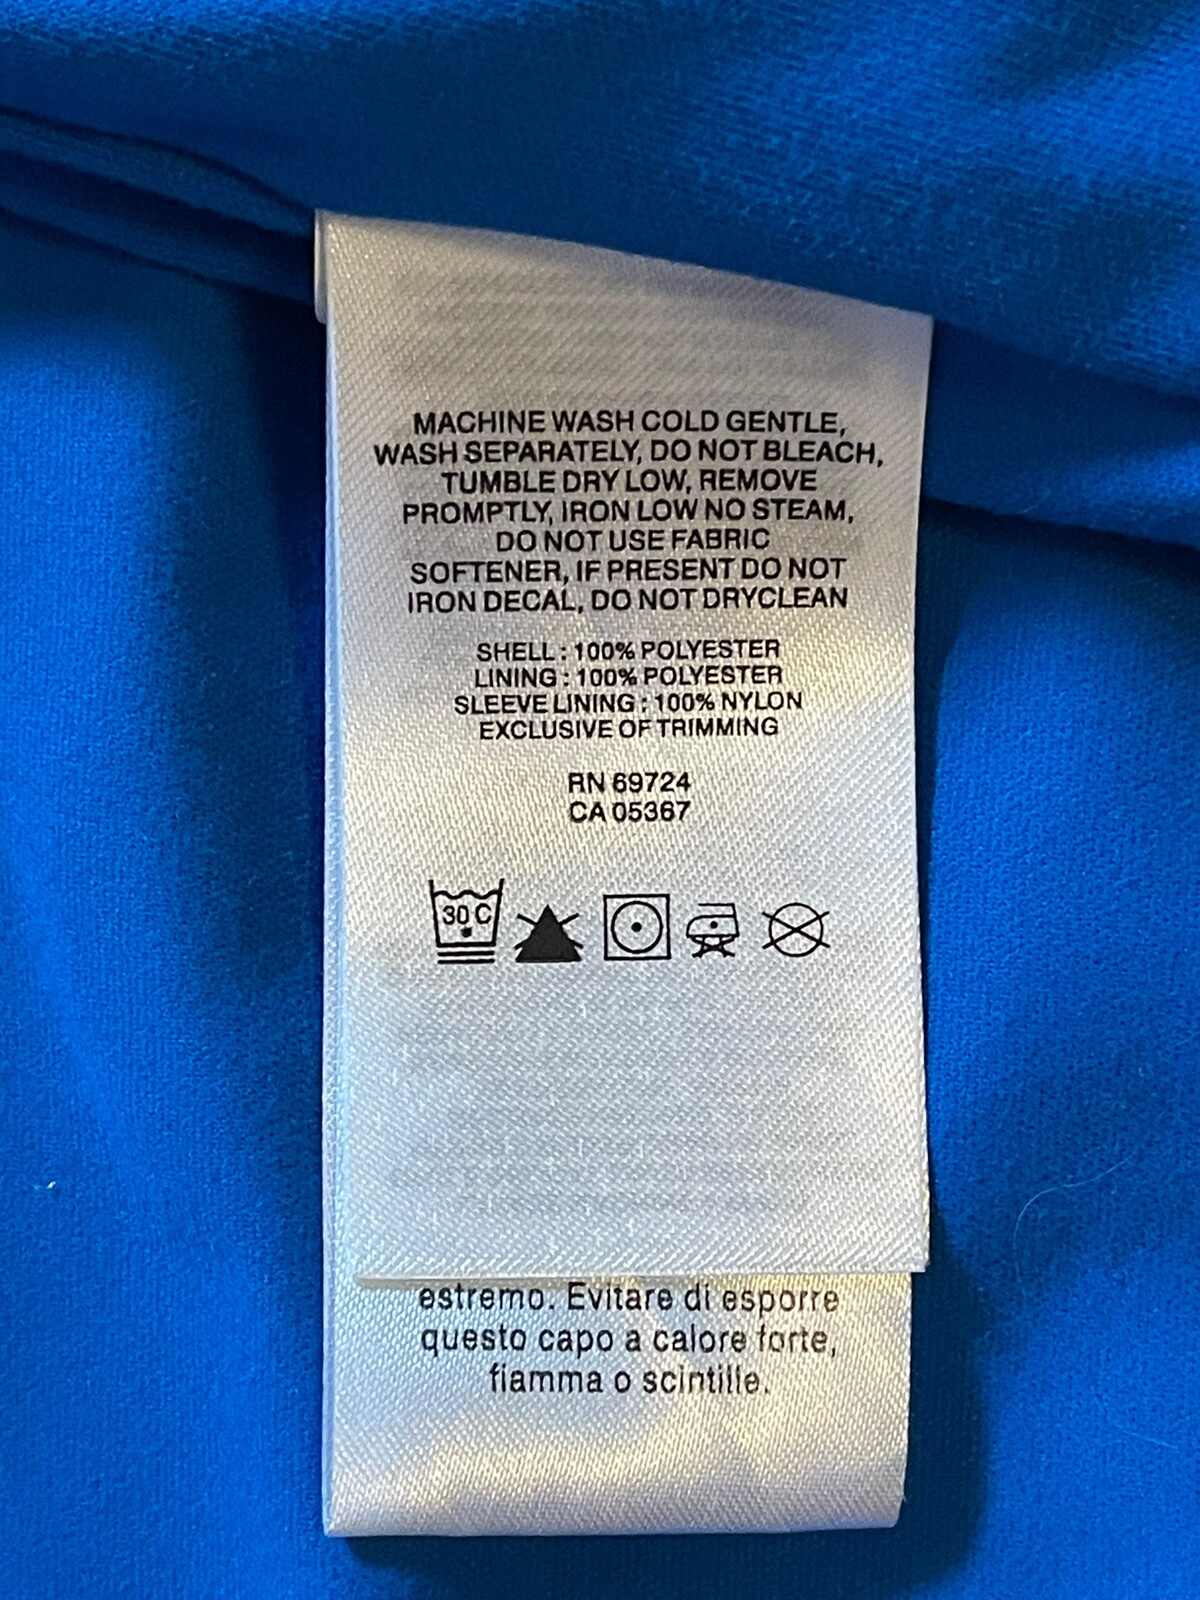 MACHINE WASH COLD GENTLE,
WASH SEPARATELY, DO NOT BLEACH,
TUMBLE DRY LOW, REMOVE
PROMPTLY, IRON LOW NO STEAM,
DO NOT USE FABRIC
SOFTENER, IF PRESENT DO NOT
IRON DECAL, DO NOT DRYCLEAN
SHELL : 100% POLYESTER
LINING : 100% POLYESTER
SLEEVE LINING : 100% NYLON
EXCLUSIVE OF TRIMMING
RN 69724
CA 05367
30 C
estremo. Evitare di esporre
questo capo a calore forte,
fiamma o scintille.